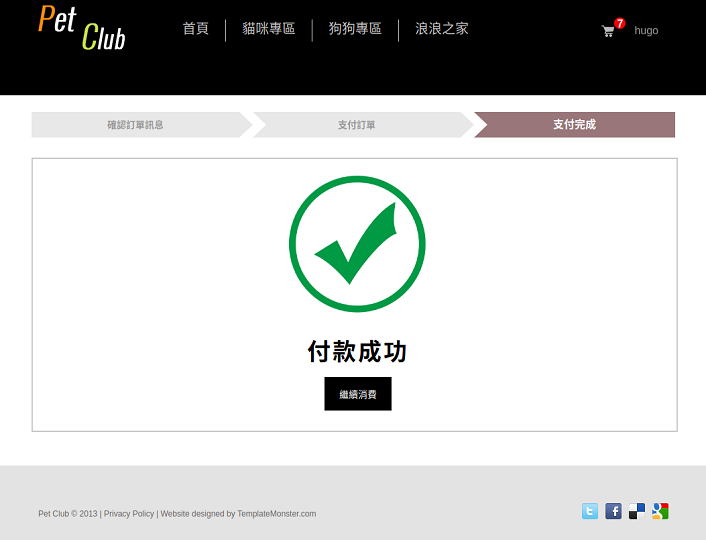 Pet Club
首頁 貓咪專區 狗狗專區 浪浪之家 7 hugo
確認訂單訊息 支付訂單 支付完成
付款成功
繼續消費
Pet Club © 2013 | Privacy Policy | Website designed by TemplateMonster.com